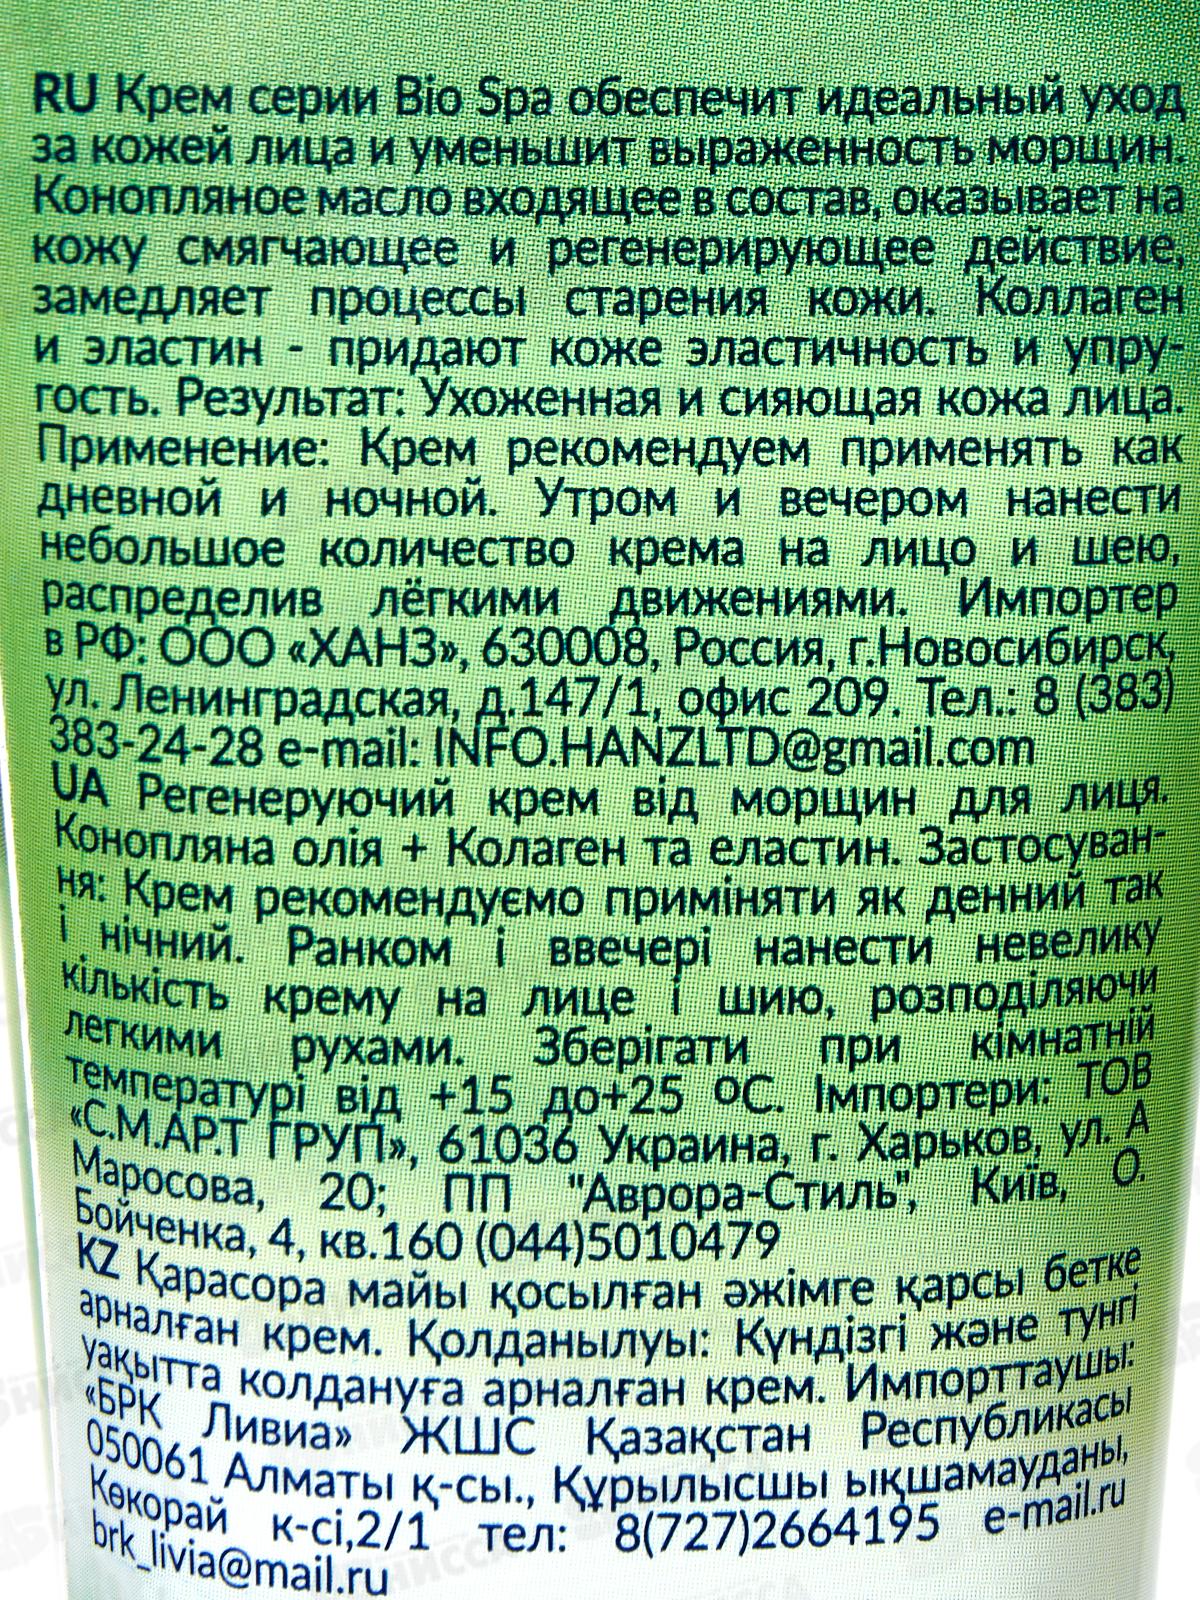 RU Крем серии Bio Spa обеспечит идеальный уход
за кожей лица и уменьшит выраженность морщин.
Конопляное масло входящее в состав, оказывает на
кожу смягчающее и регенерирующее действие,
замедляет процессы старения кожи. Коллаген
и эластин - придают коже эластичность и упру-
гость. Результат: Ухоженная и сияющая кожа лица.
Применение: Крем рекомендуем применять как
дневной и ночной. Утром и вечером нанести
небольшое количество крема на лицо и шею,
распределив лёгкими движениями. Импортер
в РФ: ООО «ХАНЗ», 630008, Россия, г.Новосибирск,
ул. Ленинградская, д.147/1, офис 209. Тел.: 8 (383)
383-24-28 e-mail: INFO.HANZLTD@gmail.com
UA Регенеруючий крем від морщин для лиця.
Конопляна олія + Колаген та еластин. Застосуван-
ня: Крем рекомендуємо приміняти як денний так
і нічний. Ранком і ввечері нанести невелику
кількість крему на лице і шию, розподіляючи
легкими рухами. Зберігати при кімнатній
температурі від +15 до+25 ºС. Імпортери: ТОВ
«С.М.АР.Т ГРУП», 61036 Украина, г. Харьков, ул. А
Маросова, 20; ПП "Аврора-Стиль", Київ, О.
Бойченка, 4, кв.160 (044)5010479
KZ Қарасора майы қосылған әжімге қарсы бетке
арналған крем. Қолданылуы: Күндізгі және түнгі
уақытта колдануға арналған крем. Импорттаушы:
«БРК Ливиа» ЖШС Қазақстан Республикасы
050061 Алматы қ-сы., Құрылысшы ықшамауданы,
Көкорай к-сі,2/1 тел: 8(727)2664195 e-mail.ru
brk_livia@mail.ru